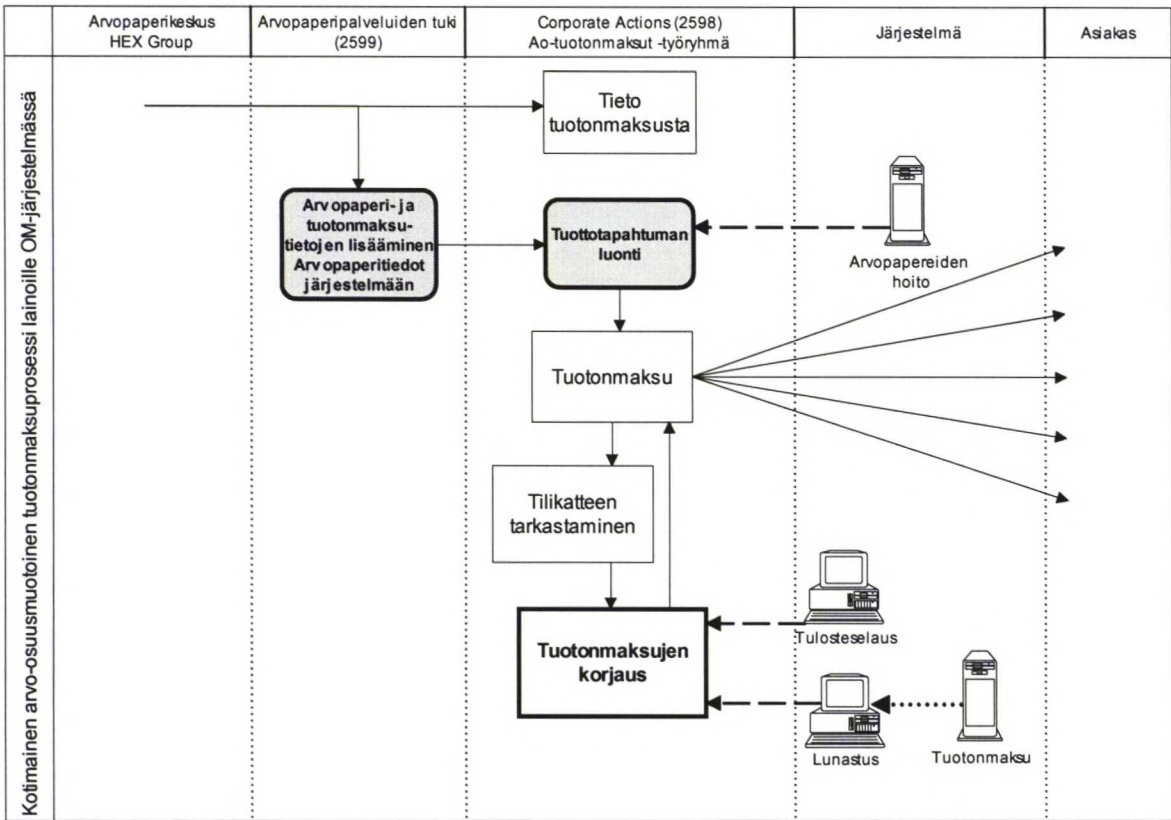 Arvopaperikeskus
HEX Group
Arvopaperipalveluiden tuki
(2599)
Corporate Actions (2598)
Ao-tuotonmaksut -työryhmä
Järjestelmä
Asiakas
Kotimainen arvo-osuusmuotoinen tuotonmaksuprosessi lainoille OM-järjestelmässä
Tieto
tuotonmaksusta
Arvopaperi- ja
tuotonmaksu-
tietojen lisääminen
Arvopaperitiedot
järjestelmään
Tuottotapahtuman
luonti
Arvopapereiden
hoito
Tuotonmaksu
Tilikatteen
tarkastaminen
Tuotonmaksujen
korjaus
Tulosteselaus
Lunastus
Tuotonmaksu